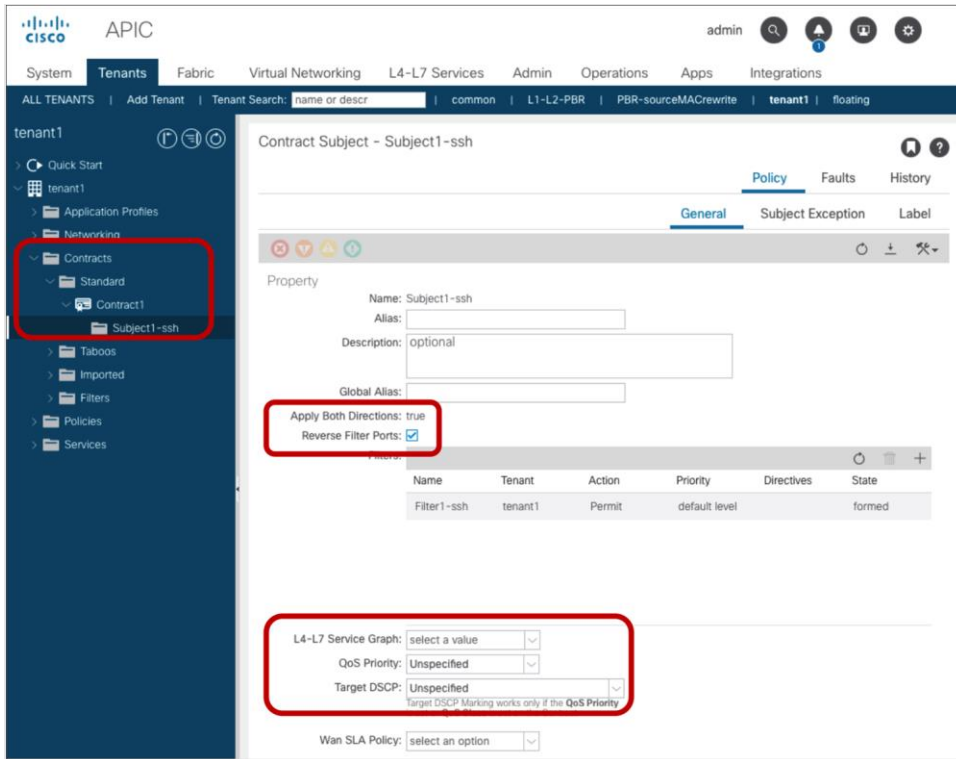 CISCO APIC admin
1
System Tenants Fabric Virtual Networking L4-L7 Services Admin Operations Apps Integrations
ALL TENANTS | Add Tenant | Tenant Search: name or descr | common | L1-L2-PBR | PBR-sourceMACrewrite | tenant1 | floating
tenant1
Quick Start
tenant1
Application Profiles
Networking
Contracts
Standard
Contract1
Subject1-ssh
Taboos
Imported
Filters
Policies
Services
Contract Subject - Subject1-ssh
Policy Faults History
General Subject Exception Label
Property
Name: Subject1-ssh
Alias:
Description: optional
Global Alias:
Apply Both Directions: true
Reverse Filter Ports:
Filters:
Name Tenant Action Priority Directives State
Filter1-ssh tenant1 Permit default level formed
L4-L7 Service Graph: select a value
QoS Priority: Unspecified
Target DSCP: Unspecified
Target DSCP Marking works only if the QoS Priority
Wan SLA Policy: select an option